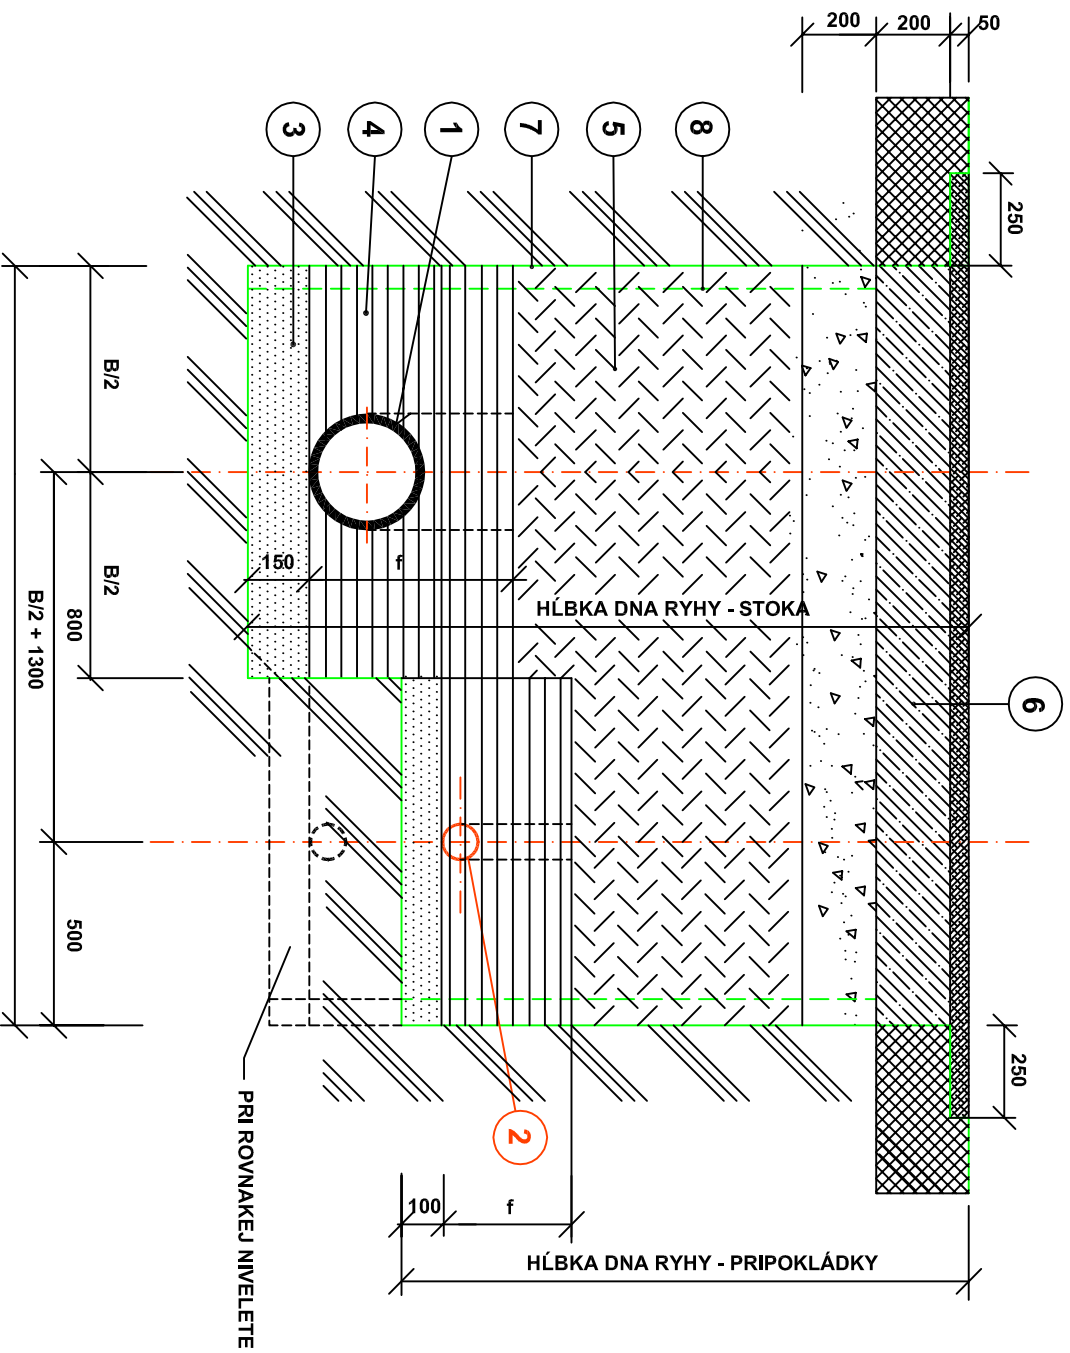 200
200
50
3
4
1
7
5
8
250
B/2
B/2
150
f
HĹBKA DNA RYHY - STOKA
800
B/2 + 1300
6
500
250
2
PRI ROVNAKEJ NIVELETE
100
f
HĹBKA DNA RYHY - PRIPOKLÁDKY